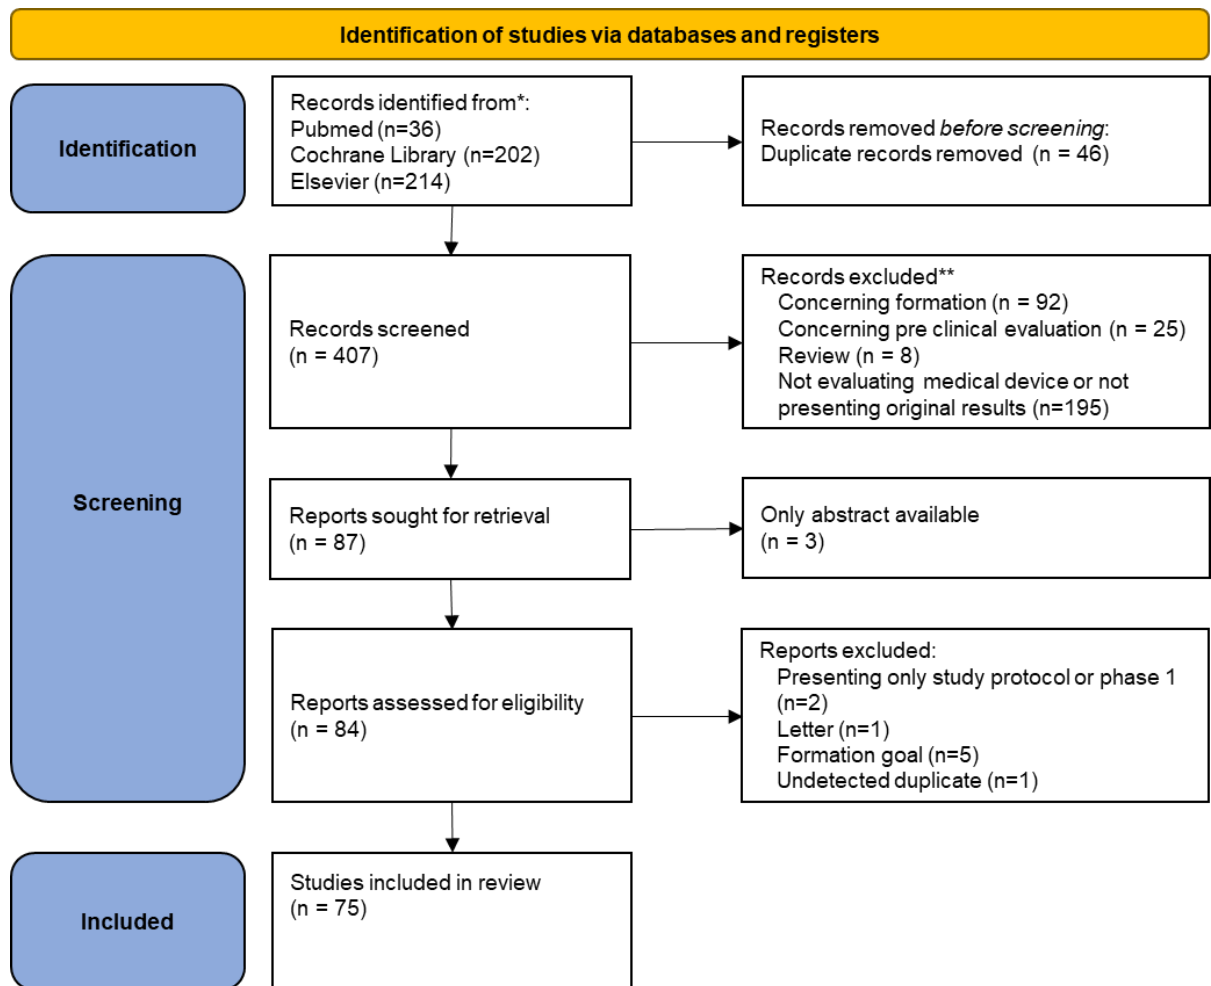 Identification of studies via databases and registers
Identification
Records identified from*:
Pubmed (n=36)
Cochrane Library (n=202)
Elsevier (n=214)
Records removed before screening:
Duplicate records removed (n = 46)
Screening
Records screened
(n = 407)
Records excluded**
Concerning formation (n = 92)
Concerning pre clinical evaluation (n = 25)
Review (n = 8)
Not evaluating medical device or not
presenting original results (n=195)
Reports sought for retrieval
(n = 87)
Only abstract available
(n = 3)
Reports assessed for eligibility
(n = 84)
Reports excluded:
Presenting only study protocol or phase 1
(n=2)
Letter (n=1)
Formation goal (n=5)
Undetected duplicate (n=1)
Included
Studies included in review
(n = 75)